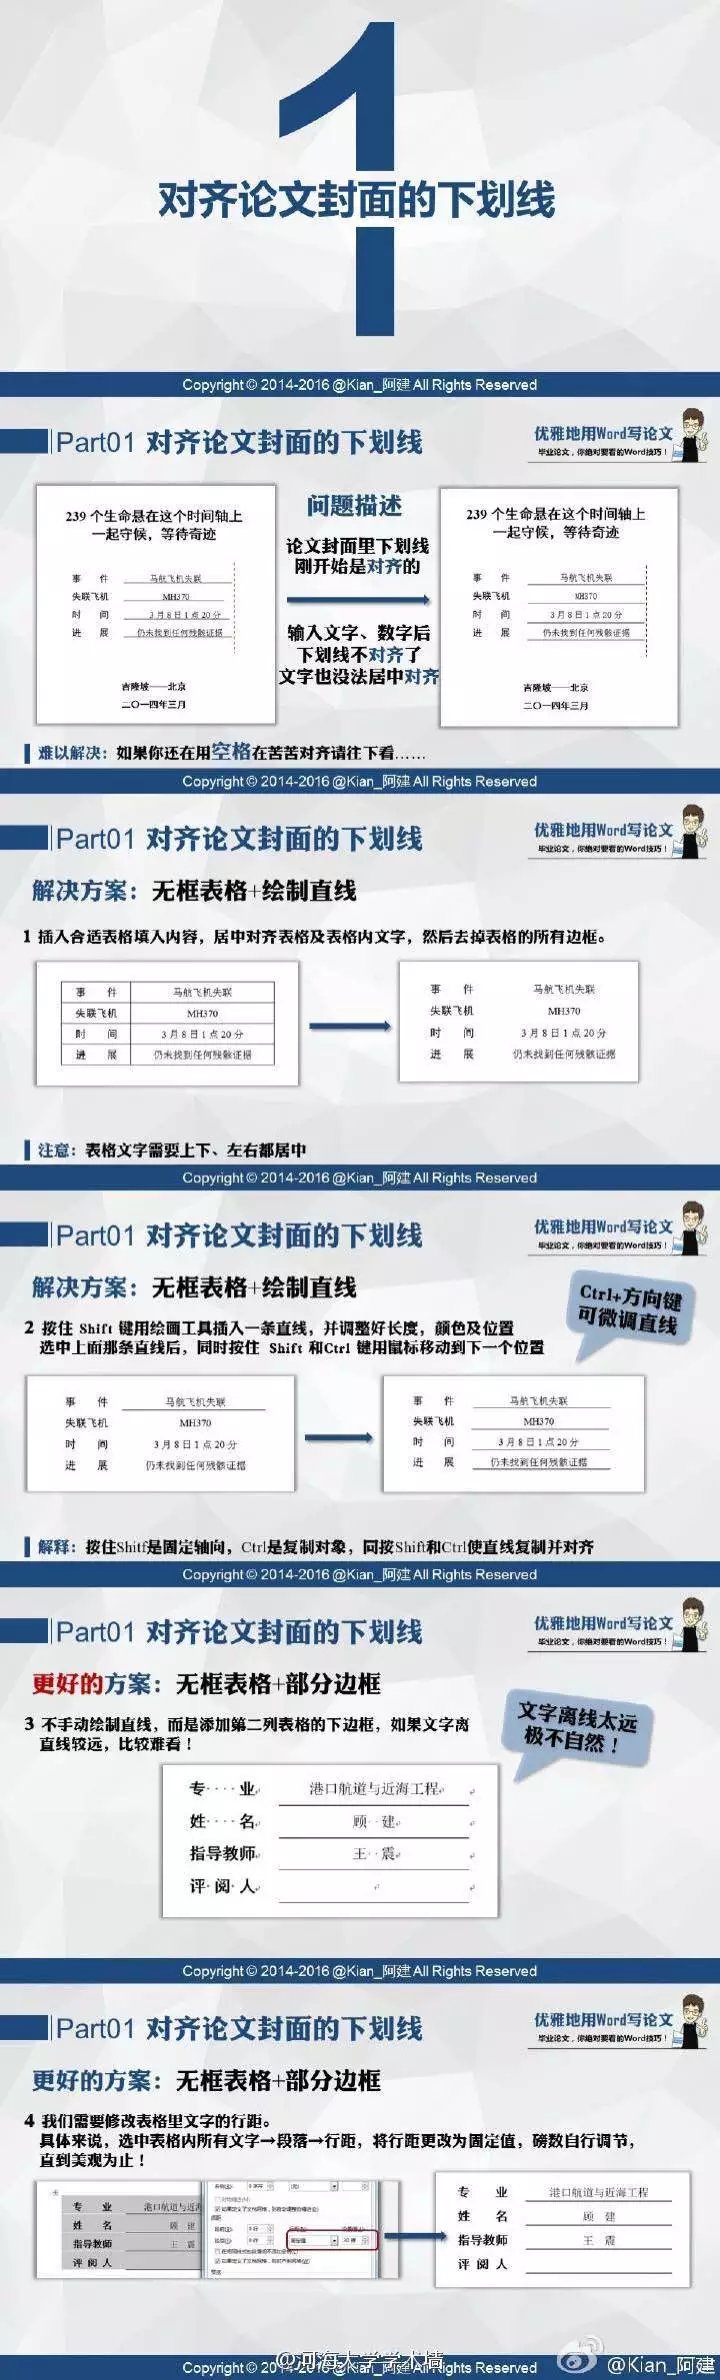 1
对齐论文封面的下划线
Copyright © 2014-2016 @Kian_阿建 All Rights Reserved
Part01 对齐论文封面的下划线
优雅地用Word写论文
毕业论文，你绝对要看的Word技巧！
239 个生命悬在这个时间轴上
一起守候，等待奇迹
事 件 马航飞机失联
失联飞机 MH370
时 间 3 月 8 日 1 点 20 分
进 展 仍未找到任何残骸证据
吉隆坡——北京
二〇一四年三月
问题描述
论文封面里下划线
刚开始是对齐的
输入文字、数字后
下划线不对齐了
文字也没法居中对齐
239 个生命悬在这个时间轴上
一起守候，等待奇迹
事 件 马航飞机失联
失联飞机 MH370
时 间 3 月 8 日 1 点 20 分
进 展 仍未找到任何残骸证据
吉隆坡——北京
二〇一四年三月
难以解决：如果你还在用空格在苦苦对齐请往下看……
Copyright © 2014-2016 @Kian_阿建 All Rights Reserved
Part01 对齐论文封面的下划线
优雅地用Word写论文
毕业论文，你绝对要看的Word技巧！
解决方案：无框表格+绘制直线
1 插入合适表格填入内容，居中对齐表格及表格内文字，然后去掉表格的所有边框。
事 件 马航飞机失联
失联飞机 MH370
时 间 3 月 8 日 1 点 20 分
进 展 仍未找到任何残骸证据
事 件 马航飞机失联
失联飞机 MH370
时 间 3 月 8 日 1 点 20 分
进 展 仍未找到任何残骸证据
注意：表格文字需要上下、左右都居中
Copyright © 2014-2016 @Kian_阿建 All Rights Reserved
Part01 对齐论文封面的下划线
优雅地用Word写论文
毕业论文，你绝对要看的Word技巧！
解决方案：无框表格+绘制直线
Ctrl+方向键
可微调直线
2 按住 Shift 键用绘画工具插入一条直线，并调整好长度，颜色及位置
选中上面那条直线后，同时按住 Shift 和Ctrl 键用鼠标移动到下一个位置
事 件 马航飞机失联
失联飞机 MH370
时 间 3 月 8 日 1 点 20 分
进 展 仍未找到任何残骸证据
事 件 马航飞机失联
失联飞机 MH370
时 间 3 月 8 日 1 点 20 分
进 展 仍未找到任何残骸证据
解释：按住Shitf是固定轴向，Ctrl是复制对象，同按Shift和Ctrl使直线复制并对齐
Copyright © 2014-2016 @Kian_阿建 All Rights Reserved
Part01 对齐论文封面的下划线
优雅地用Word写论文
毕业论文，你绝对要看的Word技巧！
更好的方案：无框表格+部分边框
3 不手动绘制直线，而是添加第二列表格的下边框，如果文字离
直线较远，比较难看！
文字离线太远
极不自然！
专 业 港口航道与近海工程
姓 名 顾 建
指导教师 王 震
评 阅 人
Copyright © 2014-2016 @Kian_阿建 All Rights Reserved
Part01 对齐论文封面的下划线
优雅地用Word写论文
毕业论文，你绝对要看的Word技巧！
更好的方案：无框表格+部分边框
4 我们需要修改表格里文字的行距。
具体来说，选中表格内所有文字→段落→行距，将行距更改为固定值，磅数自行调节，
直到美观为止！
专 业 港口航道与近海
姓 名 顾 建
指导教师 王 震
评 阅 人
专 业 港口航道与近海工程
姓 名 顾 建
指导教师 王 震
评 阅 人
@河海大学学术墙
Copyright © 2014-2016 @Kian_阿建 All Rights Reserved
@Kian_阿建